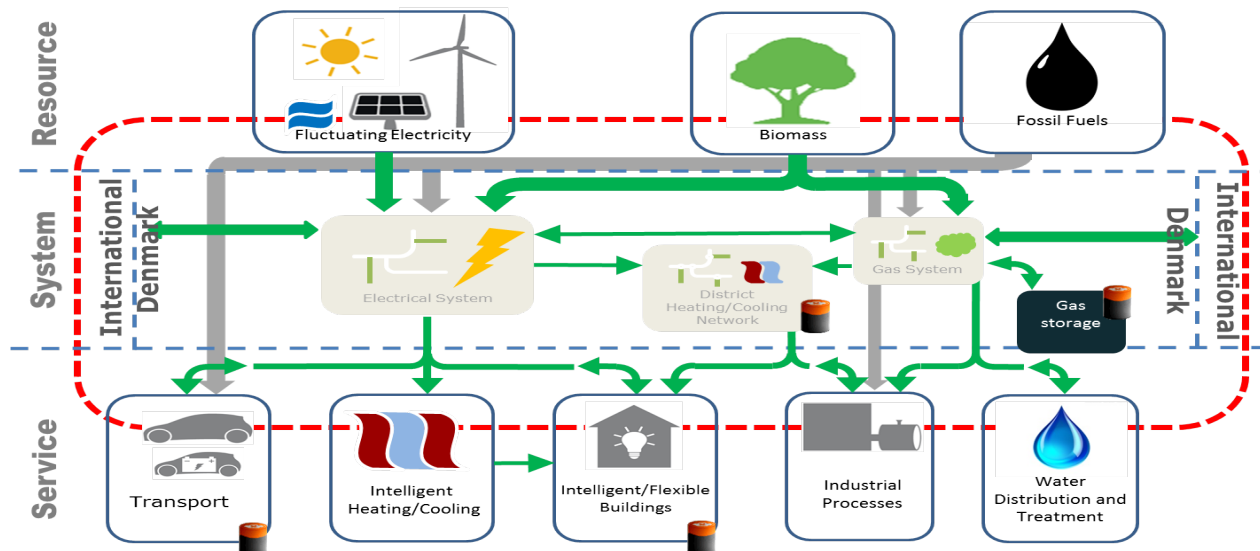 Resource
Fluctuating Electricity
Biomass
Fossil Fuels
System
International
Denmark
Electrical System
District
Heating/Cooling
Network
Gas System
Gas
storage
Denmark
International
Service
Transport
Intelligent
Heating/Cooling
Intelligent/Flexible
Buildings
Industrial
Processes
Water
Distribution and
Treatment